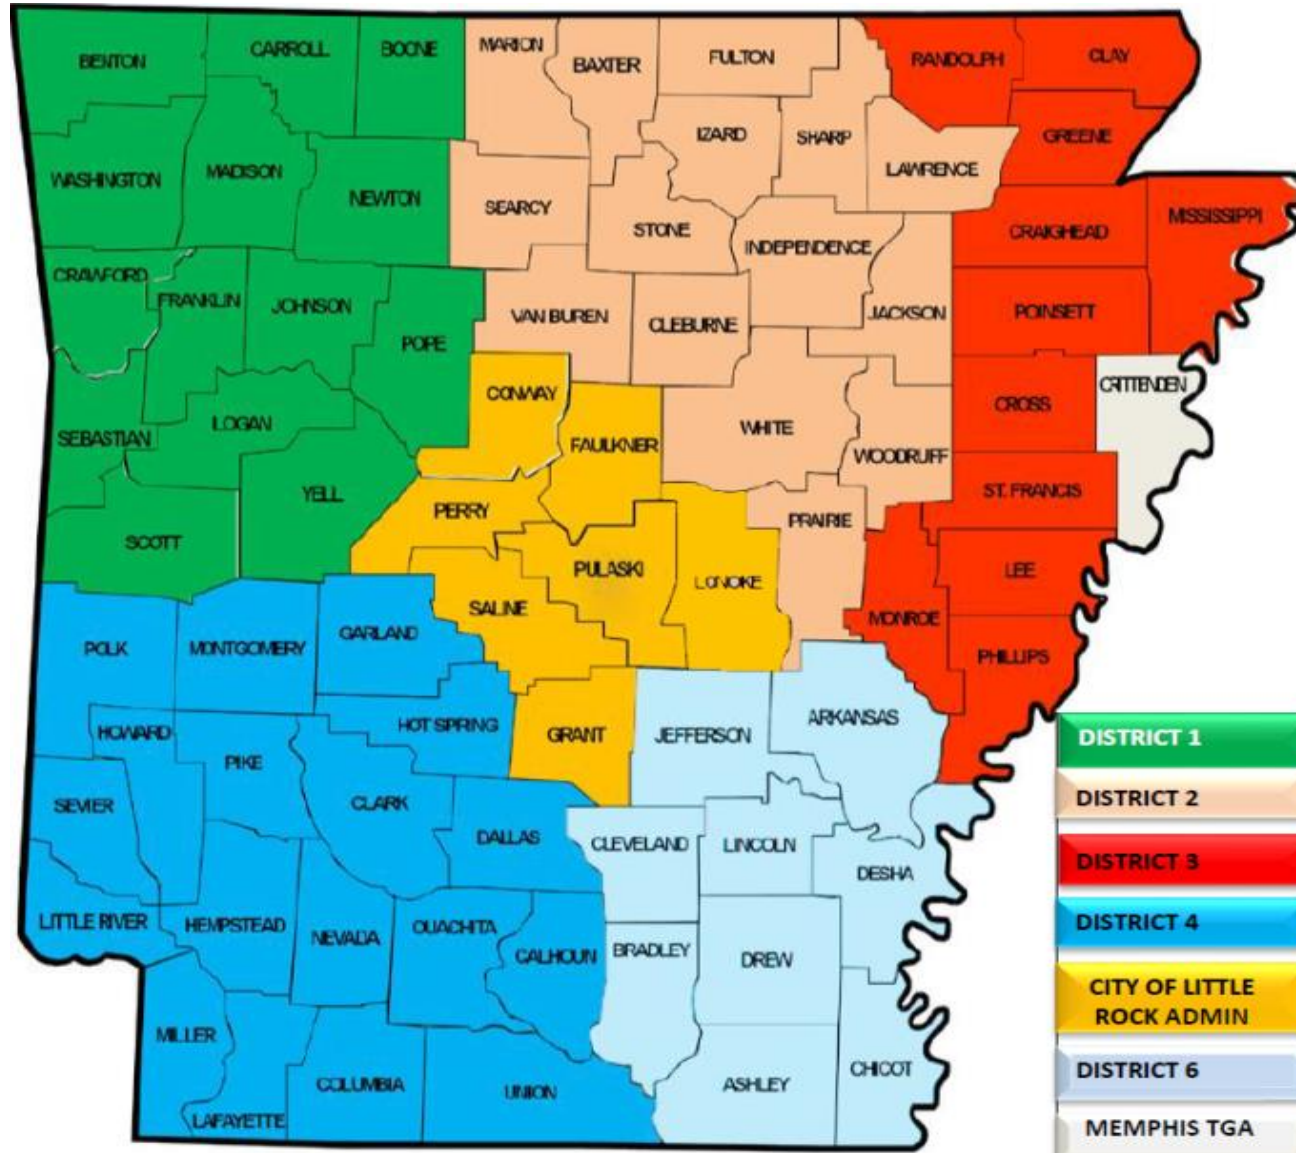 BENTON
CARROLL
BOONE
MARION
BAXTER
FULTON
RANDOLPH
CLAY
IZARD
SHARP
GREENE
LAWRENCE
WASHINGTON
MADISON
NEWTON
SEARCY
STONE
INDEPENDENCE
CRAIGHEAD
MISSISSIPPI
CRAWFORD
FRANKLIN
JOHNSON
POPE
VAN BUREN
CLEBURNE
JACKSON
POINSETT
CONWAY
CRITTENDEN
CROSS
SEBASTIAN
LOGAN
FAULKNER
WHITE
WOODRUFF
YELL
PERRY
PRAIRIE
ST. FRANCIS
SCOTT
PULASKI
LONOKE
LEE
SALINE
MONROE
POLK
MONTGOMERY
GARLAND
PHILLIPS
HOWARD
HOT SPRING
GRANT
JEFFERSON
ARKANSAS
PIKE
SEVIER
CLARK
DALLAS
CLEVELAND
LINCOLN
DESHA
LITTLE RIVER
HEMPSTEAD
NEVADA
OUACHITA
CALHOUN
BRADLEY
DREW
MILLER
LAFAYETTE
COLUMBIA
UNION
ASHLEY
CHICOT
DISTRICT 1
DISTRICT 2
DISTRICT 3
DISTRICT 4
CITY OF LITTLE
ROCK ADMIN
DISTRICT 6
MEMPHIS TGA